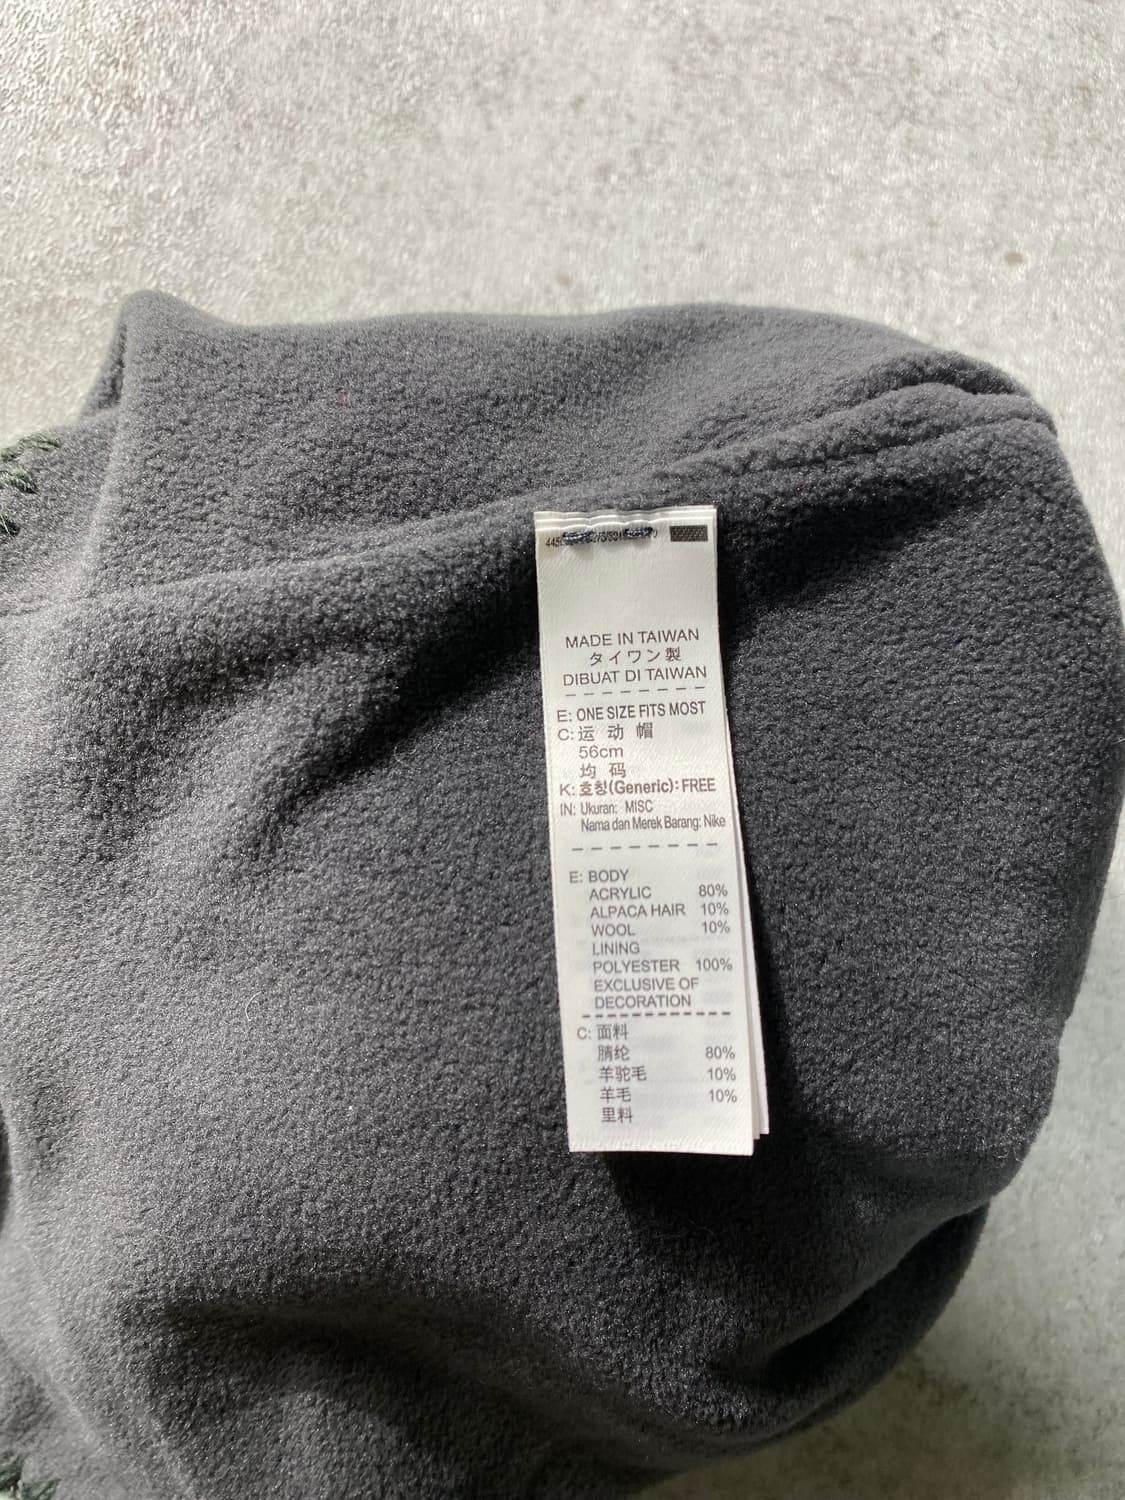 MADE IN TAIWAN
タイワン製
DIBUAT DI TAIWAN
E: ONE SIZE FITS MOST
C: 运 动 帽
56cm
均 码
K: 호칭(Generic): FREE
IN: Ukuran: MISC
Nama dan Merek Barang: Nike
E: BODY
ACRYLIC 80%
ALPACA HAIR 10%
WOOL 10%
LINING
POLYESTER 100%
EXCLUSIVE OF
DECORATION
C: 面料
腈纶 80%
羊驼毛 10%
羊毛 10%
里料